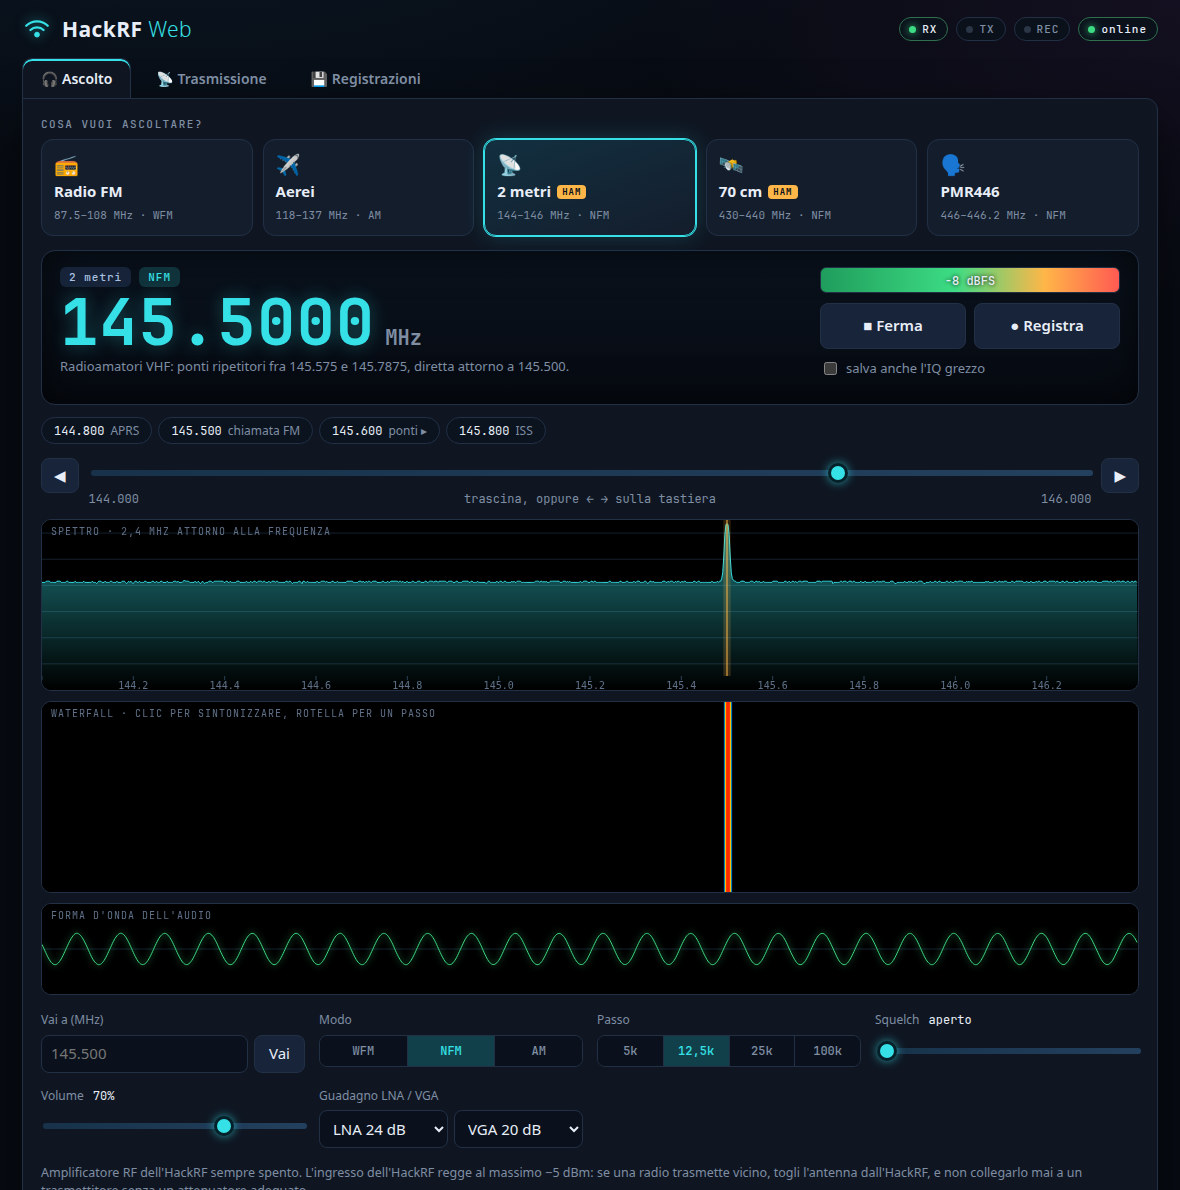 HackRF Web
RX TX REC online
Ascolto Trasmissione Registrazioni
COSA VUOI ASCOLTARE?
Radio FM
87.5–108 MHz · WFM
Aerei
118–137 MHz · AM
2 metri HAM
144–146 MHz · NFM
70 cm HAM
430–440 MHz · NFM
PMR446
446–446.2 MHz · NFM
2 metri NFM
145.5000 MHz
Radioamatori VHF: ponti ripetitori fra 145.575 e 145.7875, diretta attorno a 145.500.
-8 dBFS
■ Ferma ● Registra
salva anche l'IQ grezzo
144.800 APRS 145.500 chiamata FM 145.600 ponti ▸ 145.800 ISS
◀ ▶
144.000 trascina, oppure ← → sulla tastiera 146.000
SPETTRO · 2,4 MHZ ATTORNO ALLA FREQUENZA
144.2 144.4 144.6 144.8 145.0 145.2 145.4 145.6 145.8 146.0 146.2
WATERFALL · CLIC PER SINTONIZZARE, ROTELLA PER UN PASSO
FORMA D'ONDA DELL'AUDIO
Vai a (MHz) Modo Passo Squelch aperto
145.500 Vai WFM NFM AM 5k 12,5k 25k 100k
Volume 70% Guadagno LNA / VGA
LNA 24 dB VGA 20 dB
Amplificatore RF dell'HackRF sempre spento. L'ingresso dell'HackRF regge al massimo −5 dBm: se una radio trasmette vicino, togli l'antenna dall'HackRF, e non collegarlo mai a un
trasmettitore senza un attenuatore adeguato.